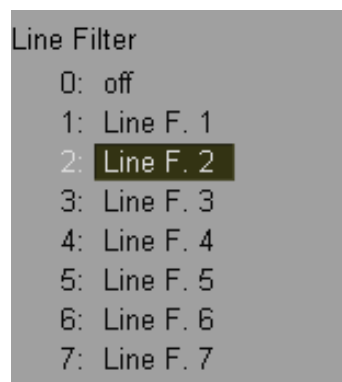 Line Filter
0: off
1: Line F. 1
2: Line F. 2
3: Line F. 3
4: Line F. 4
5: Line F. 5
6: Line F. 6
7: Line F. 7